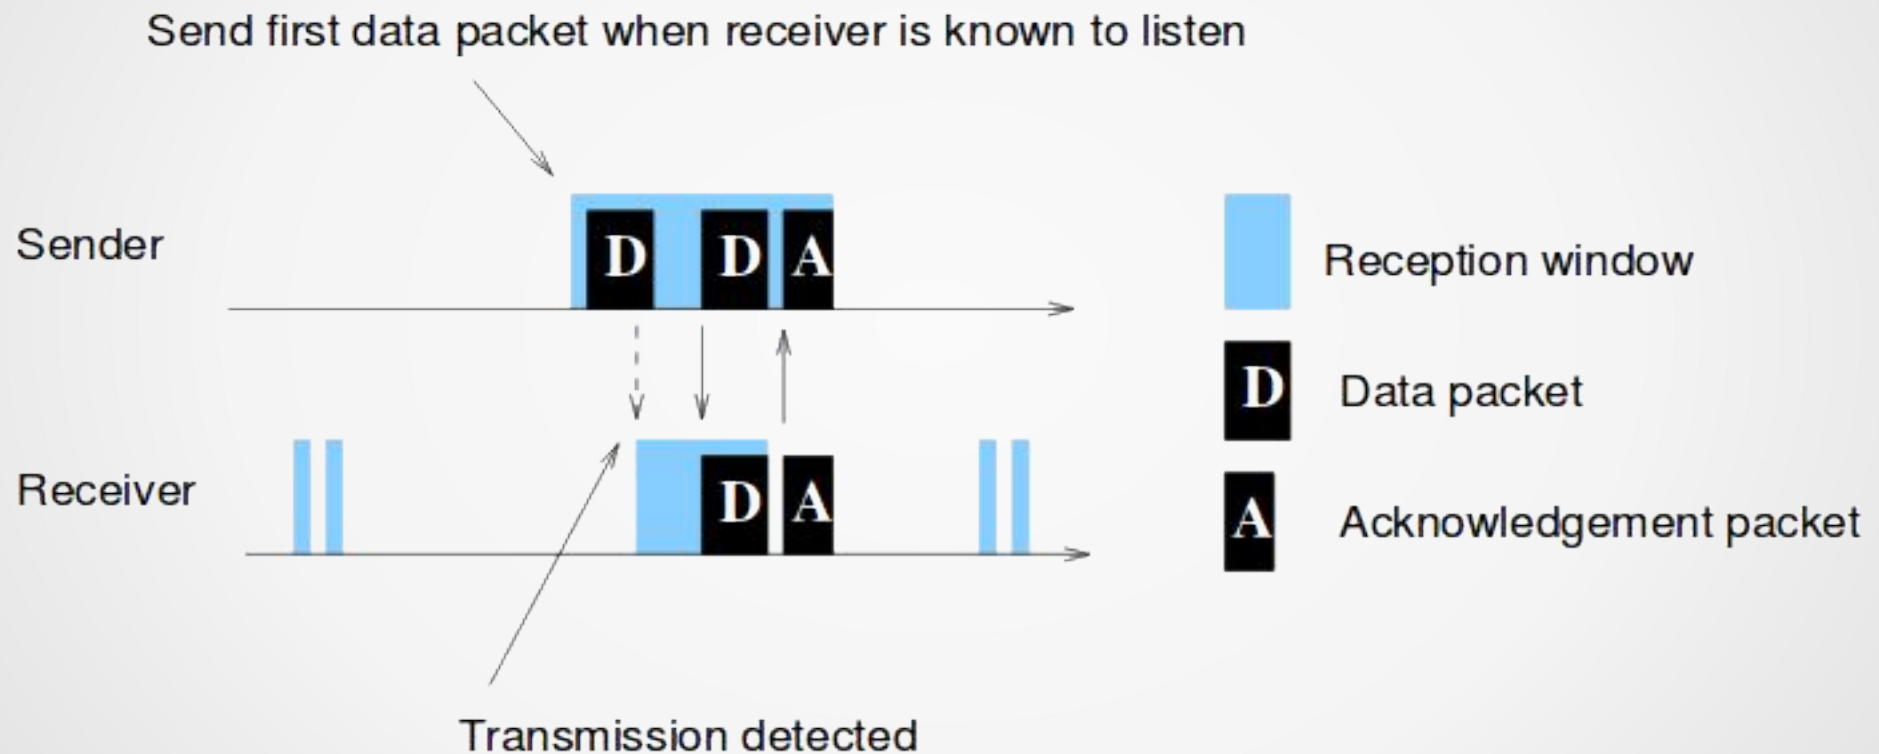 Send first data packet when receiver is known to listen
Sender
D
D
A
Reception window
D
Data packet
Receiver
D
A
A
Acknowledgement packet
Transmission detected